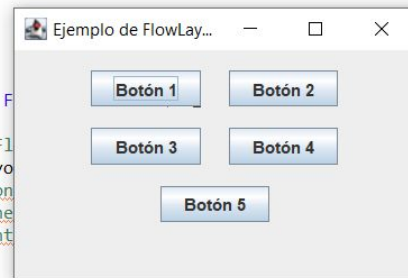 Ejemplo de FlowLay...
Botón 1
Botón 2
Botón 3
Botón 4
Botón 5